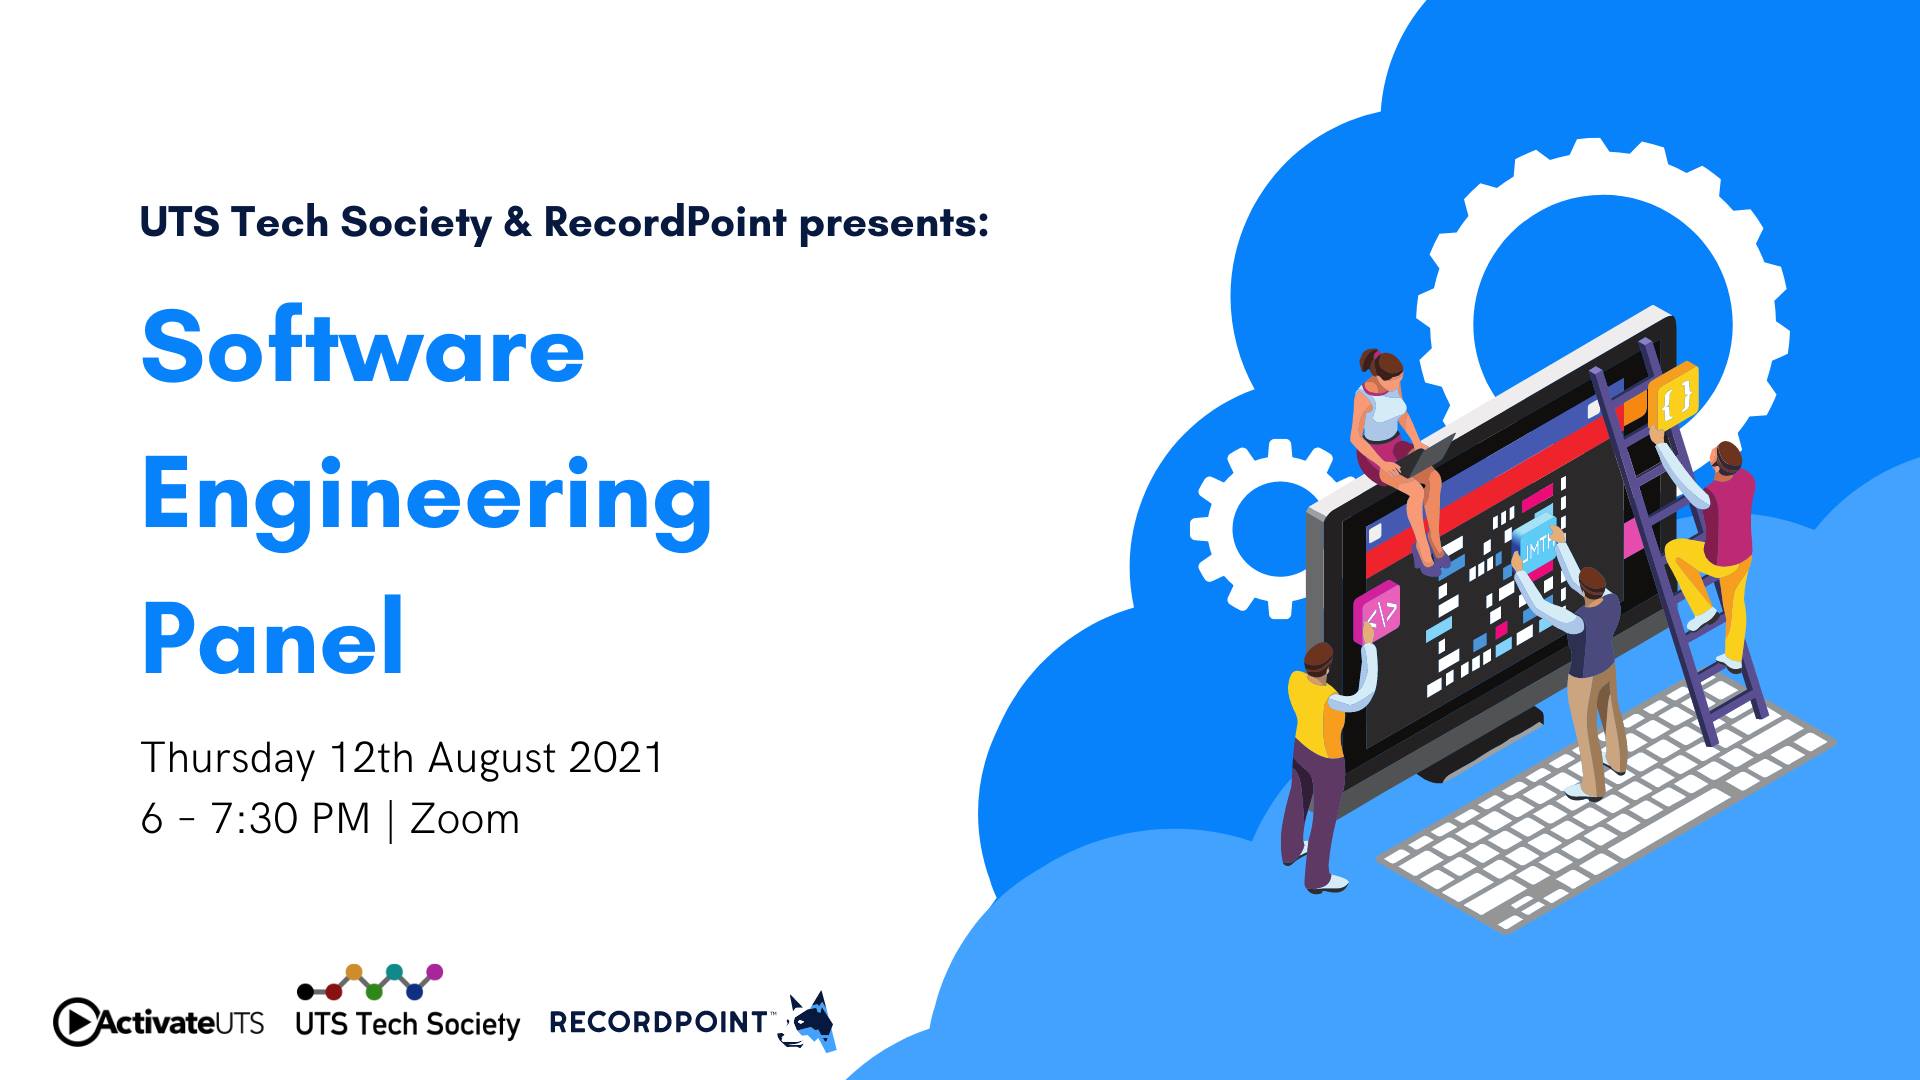 UTS Tech Society & RecordPoint presents:
Software
Engineering
Panel
Thursday 12th August 2021
6 - 7:30 PM | Zoom
{}
</>
ActivateUTS
UTS Tech Society
RECORDPOINT™